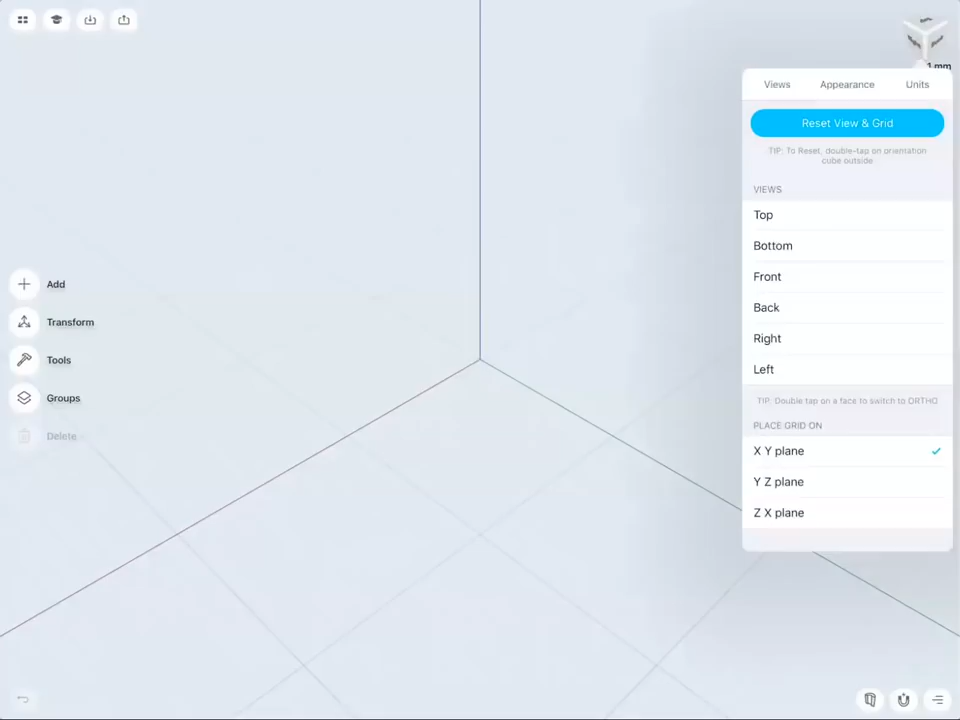 1 mm
Views Appearance Units
Reset View & Grid
TIP: To Reset, double-tap on orientation
cube outside
VIEWS
Top
Bottom
Front
Back
Right
Left
TIP: Double tap on a face to switch to ORTHO
PLACE GRID ON
X Y plane
Y Z plane
Z X plane
Add
Transform
Tools
Groups
Delete